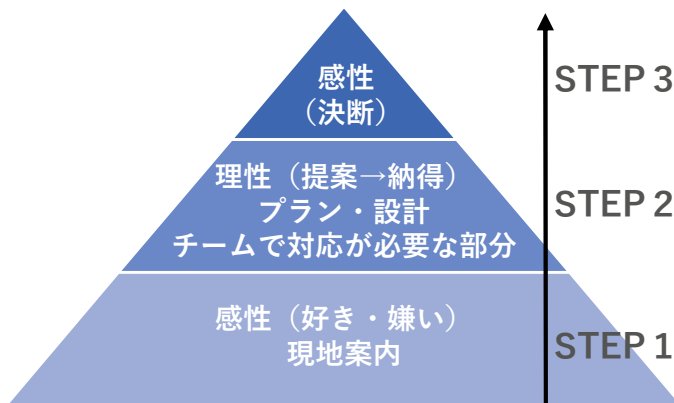 感性
（決断）
STEP 3
理性（提案→納得）
プラン・設計
チームで対応が必要な部分
STEP 2
感性（好き・嫌い）
現地案内
STEP 1